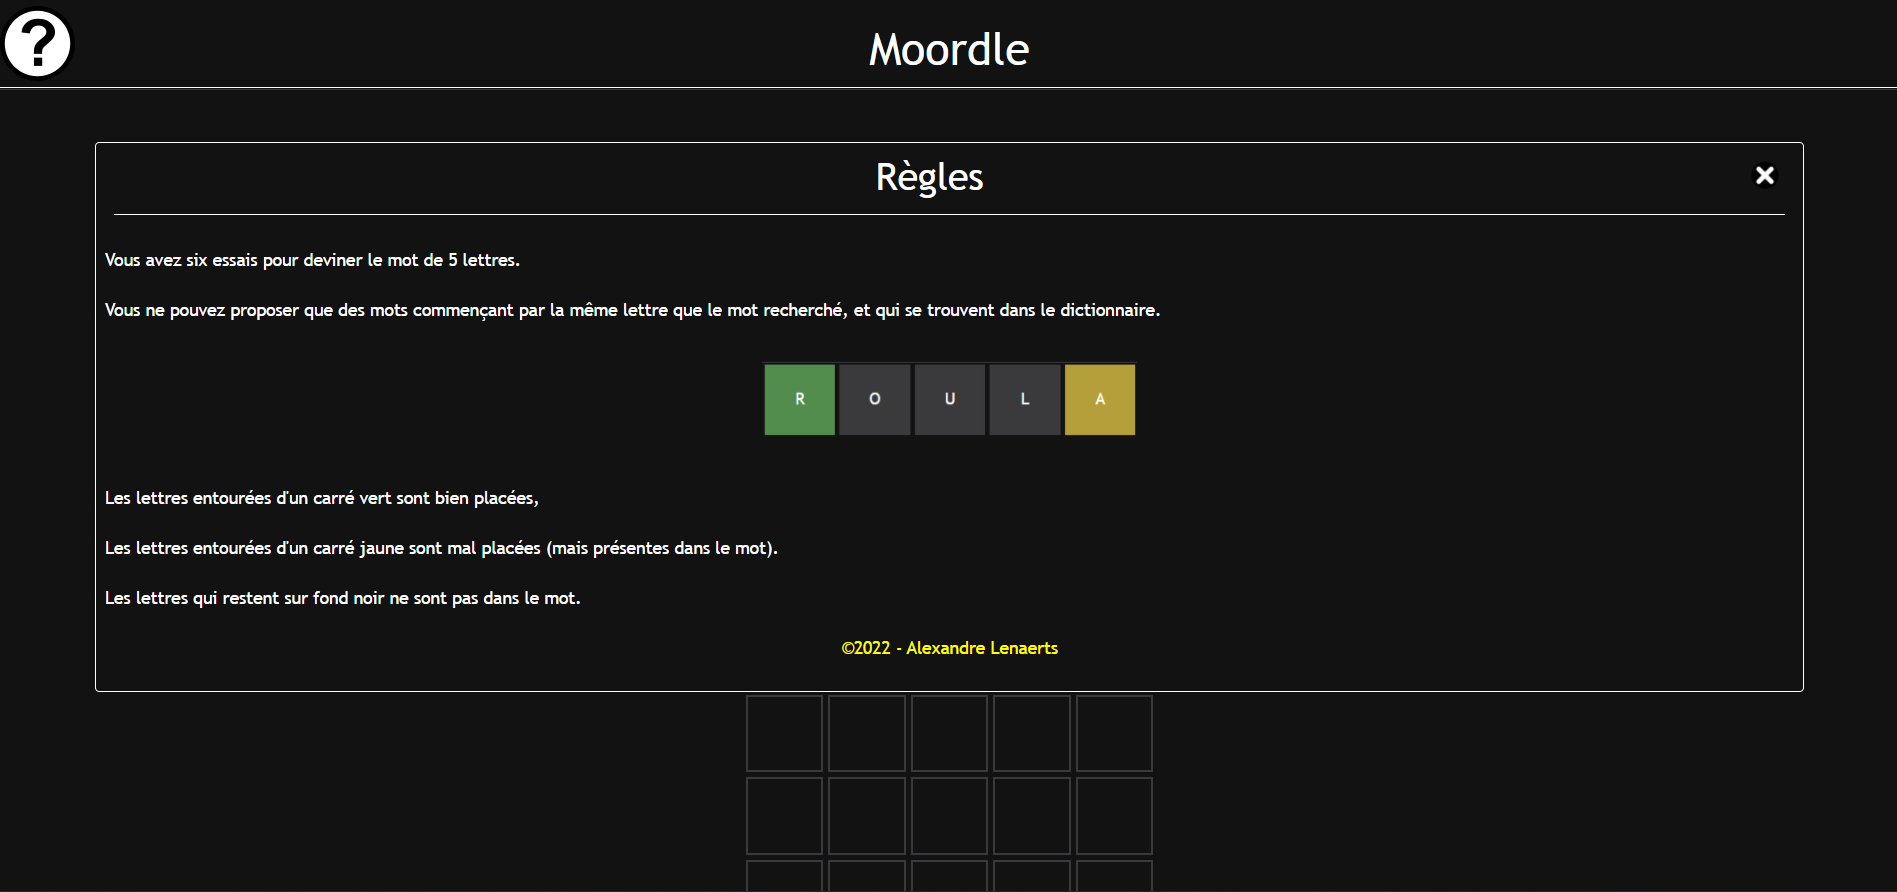 ?
Moordle
Règles
Vous avez six essais pour deviner le mot de 5 lettres.
Vous ne pouvez proposer que des mots commençant par la même lettre que le mot recherché, et qui se trouvent dans le dictionnaire.
R O U L A
Les lettres entourées d'un carré vert sont bien placées,
Les lettres entourées d'un carré jaune sont mal placées (mais présentes dans le mot).
Les lettres qui restent sur fond noir ne sont pas dans le mot.
©2022 - Alexandre Lenaerts